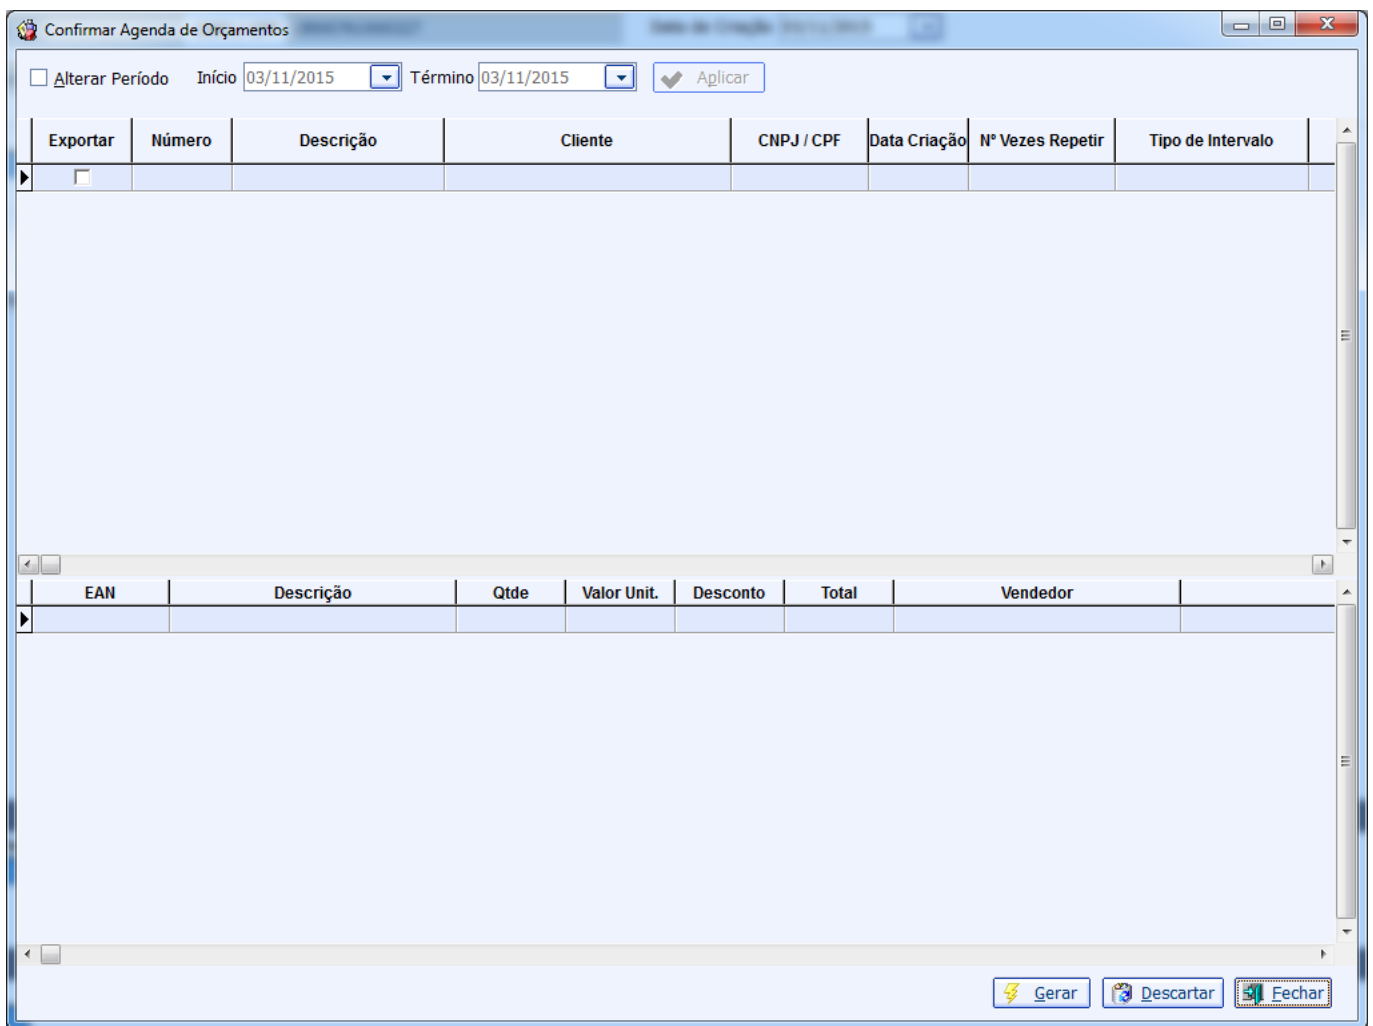 Confirmar Agenda de Orçamentos
Alterar Período Início 03/11/2015 Término 03/11/2015 Aplicar
Exportar Número Descrição Cliente CNPJ / CPF Data Criação Nº Vezes Repetir Tipo de Intervalo
EAN Descrição Qtde Valor Unit. Desconto Total Vendedor
Gerar Descartar Fechar